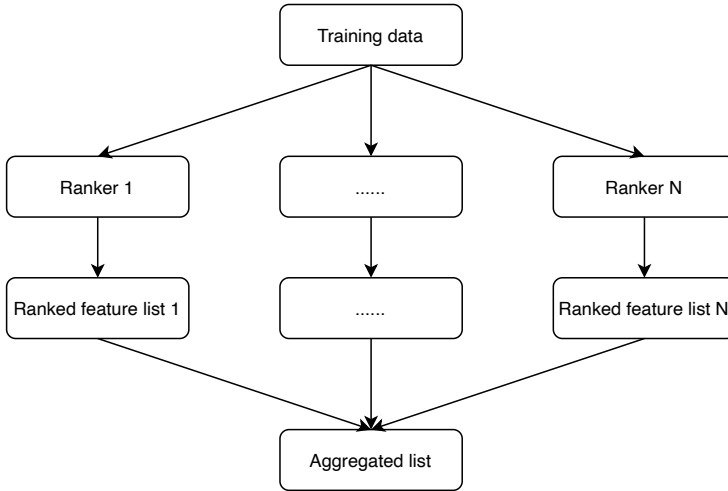 Training data
Ranker 1
......
Ranker N
Ranked feature list 1
......
Ranked feature list N
Aggregated list